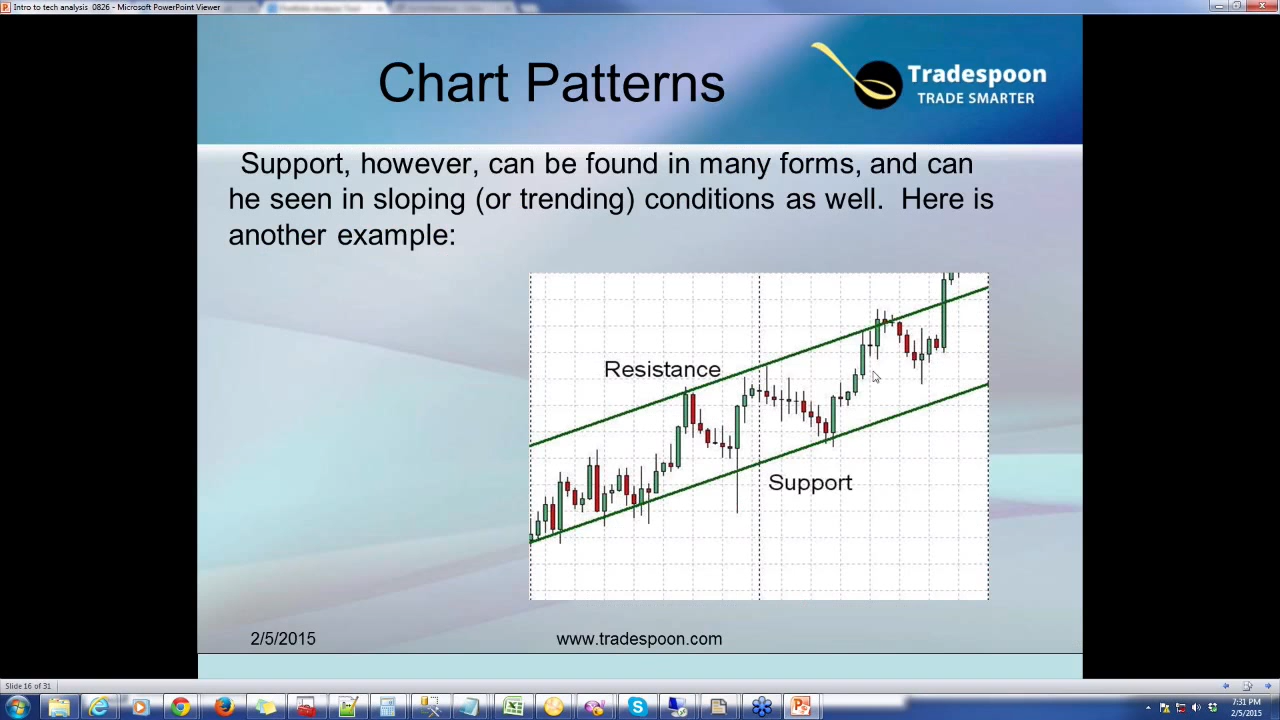 Intro to tech analysis_0826 - Microsoft PowerPoint Viewer
Chart Patterns
Tradespoon
TRADE SMARTER
Support, however, can be found in many forms, and can
he seen in sloping (or trending) conditions as well. Here is
another example:
Resistance
Support
2/5/2015
www.tradespoon.com
Slide 16 of 31
7:31 PM
2/5/2015